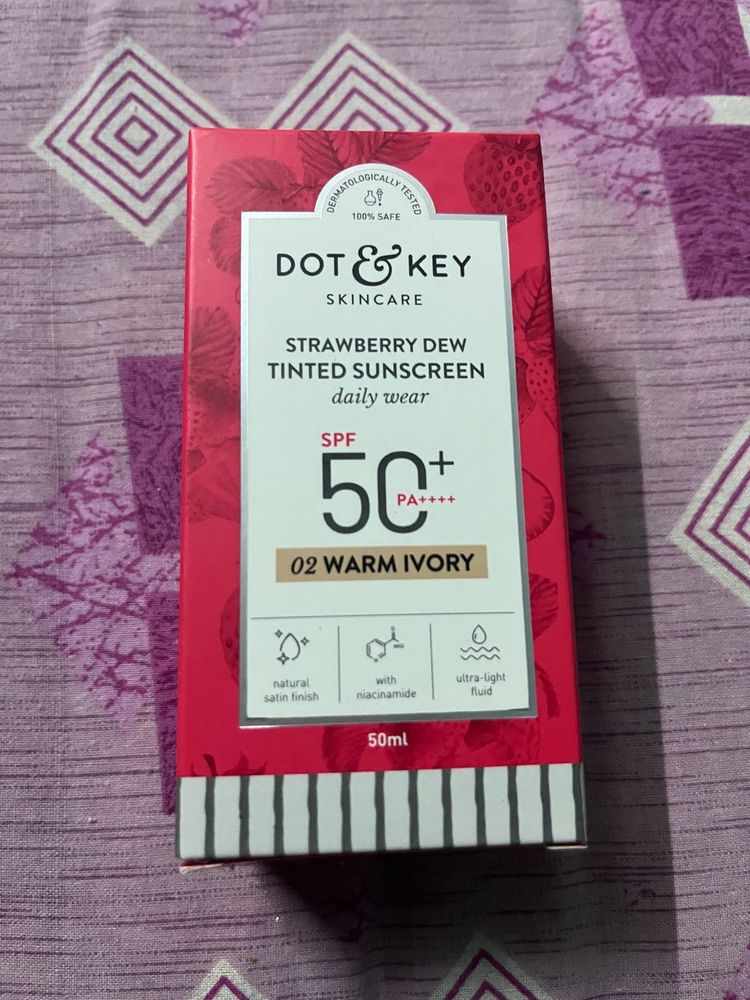 DERMATOLOGICALLY TESTED
100% SAFE
DOT & KEY
SKINCARE
STRAWBERRY DEW
TINTED SUNSCREEN
daily wear
SPF
50+
PA++++
02 WARM IVORY
natural
satin finish
with
niacinamide
ultra-light
fluid
50ml